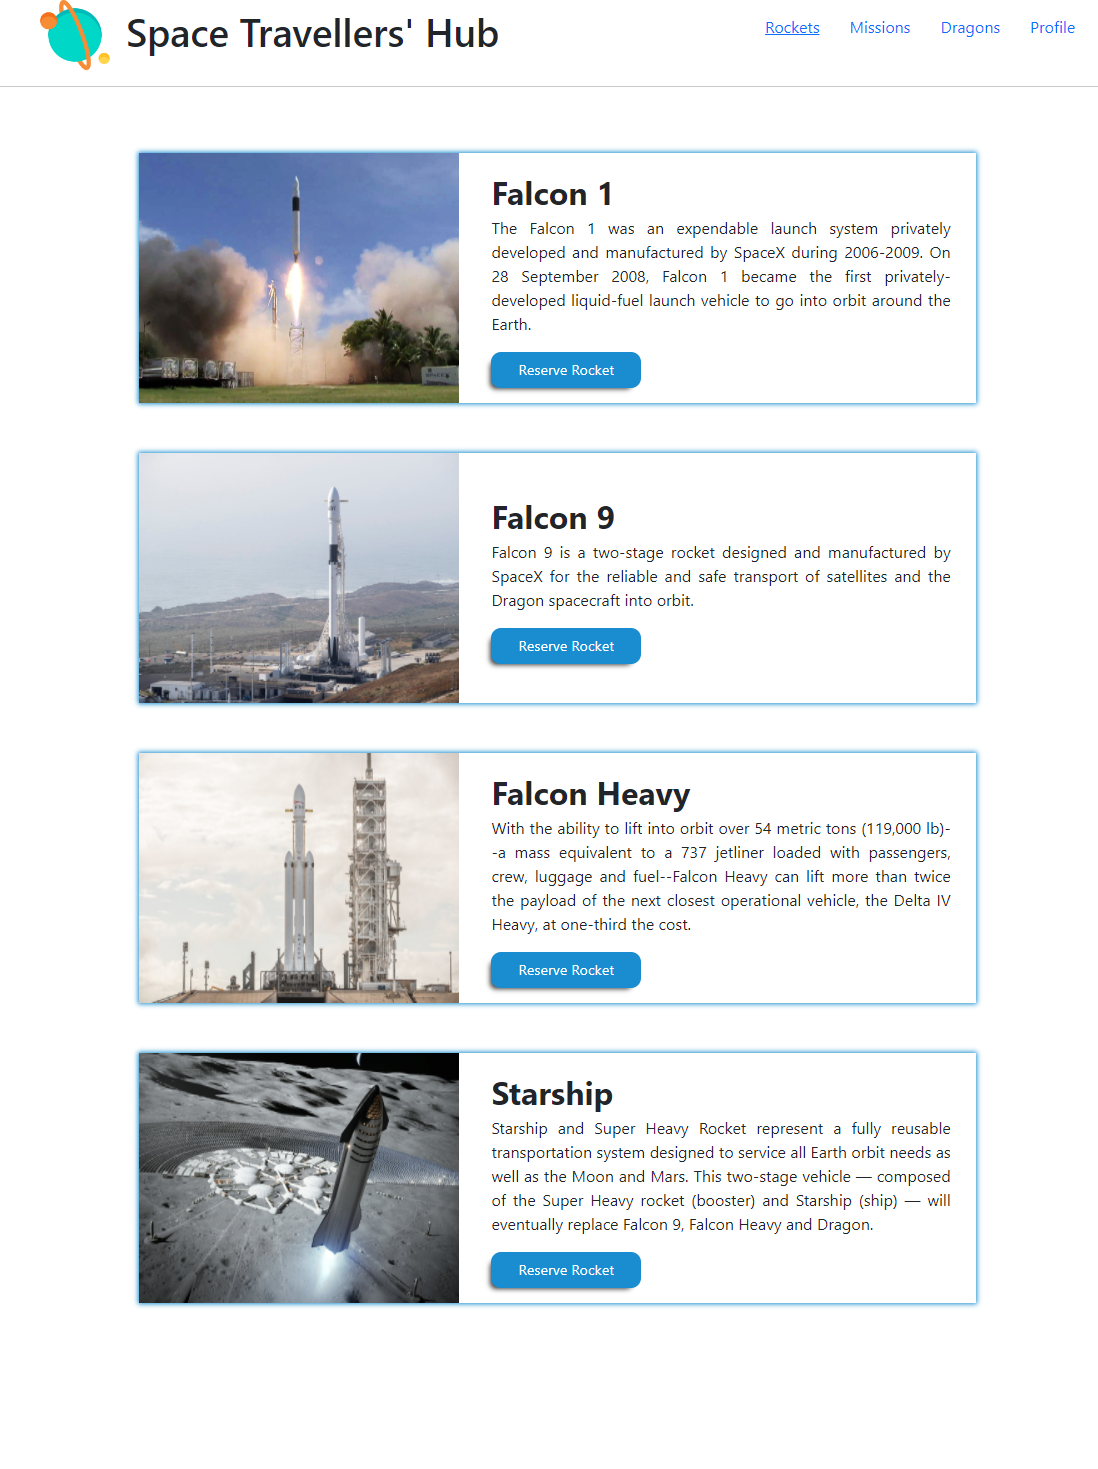 Space Travellers' Hub
Rockets Missions Dragons Profile
Falcon 1
The Falcon 1 was an expendable launch system privately
developed and manufactured by SpaceX during 2006-2009. On
28 September 2008, Falcon 1 became the first privately-
developed liquid-fuel launch vehicle to go into orbit around the
Earth.
Reserve Rocket
Falcon 9
Falcon 9 is a two-stage rocket designed and manufactured by
SpaceX for the reliable and safe transport of satellites and the
Dragon spacecraft into orbit.
Reserve Rocket
Falcon Heavy
With the ability to lift into orbit over 54 metric tons (119,000 lb)-
-a mass equivalent to a 737 jetliner loaded with passengers,
crew, luggage and fuel--Falcon Heavy can lift more than twice
the payload of the next closest operational vehicle, the Delta IV
Heavy, at one-third the cost.
Reserve Rocket
Starship
Starship and Super Heavy Rocket represent a fully reusable
transportation system designed to service all Earth orbit needs as
well as the Moon and Mars. This two-stage vehicle — composed
of the Super Heavy rocket (booster) and Starship (ship) — will
eventually replace Falcon 9, Falcon Heavy and Dragon.
Reserve Rocket